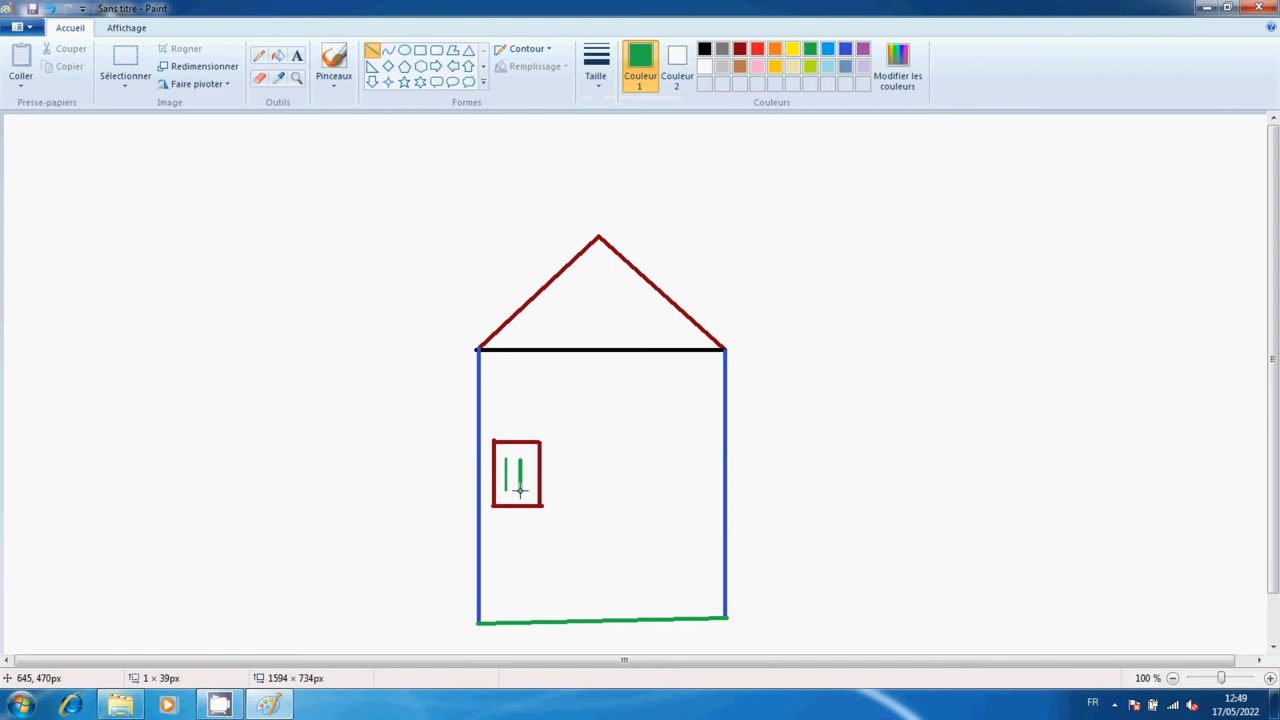 Sans titre - Paint
Accueil
Affichage
Coller
Couper
Copier
Presse-papiers
Sélectionner
Rogner
Redimensionner
Faire pivoter
Image
A
Outils
Pinceaux
Contour
Remplissage
Formes
Taille
Couleur
1
Couleur
2
Modifier les
couleurs
Couleurs
645, 470px
1 × 39px
1594 × 734px
100 %
FR
12:49
17/05/2022